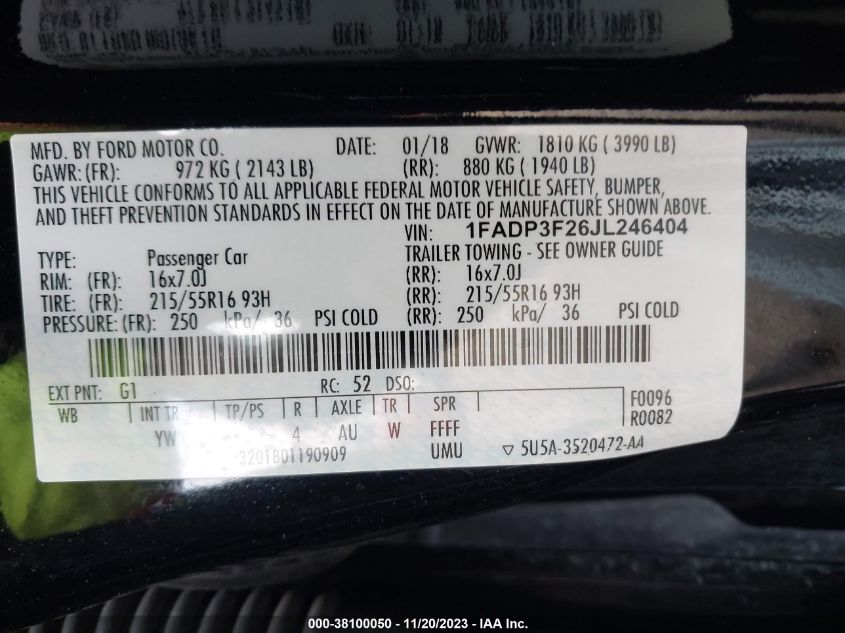 MFD. BY FORD MOTOR CO. DATE: 01/18 GVWR: 1810 KG ( 3990 LB)
GAWR:(FR): 972 KG ( 2143 LB) (RR): 880 KG ( 1940 LB)
THIS VEHICLE CONFORMS TO ALL APPLICABLE FEDERAL MOTOR VEHICLE SAFETY, BUMPER,
AND THEFT PREVENTION STANDARDS IN EFFECT ON THE DATE OF MANUFACTURE SHOWN ABOVE.
VIN: 1FADP3F26JL246404
TYPE: Passenger Car TRAILER TOWING - SEE OWNER GUIDE
RIM: (FR): 16x7.0J (RR): 16x7.0J
TIRE: (FR): 215/55R16 93H (RR): 215/55R16 93H
PRESSURE: (FR): 250 kPa/ 36 PSI COLD (RR): 250 kPa/ 36 PSI COLD
EXT PNT: G1 RC: 52 DSO:
WB INT TR TP/PS R AXLE TR SPR F0096
R0082
YW 4 AU W FFFF
320T801190909 UMU ▽ 5U5A-3520472-AA
000-38100050 - 11/20/2023 - IAA Inc.